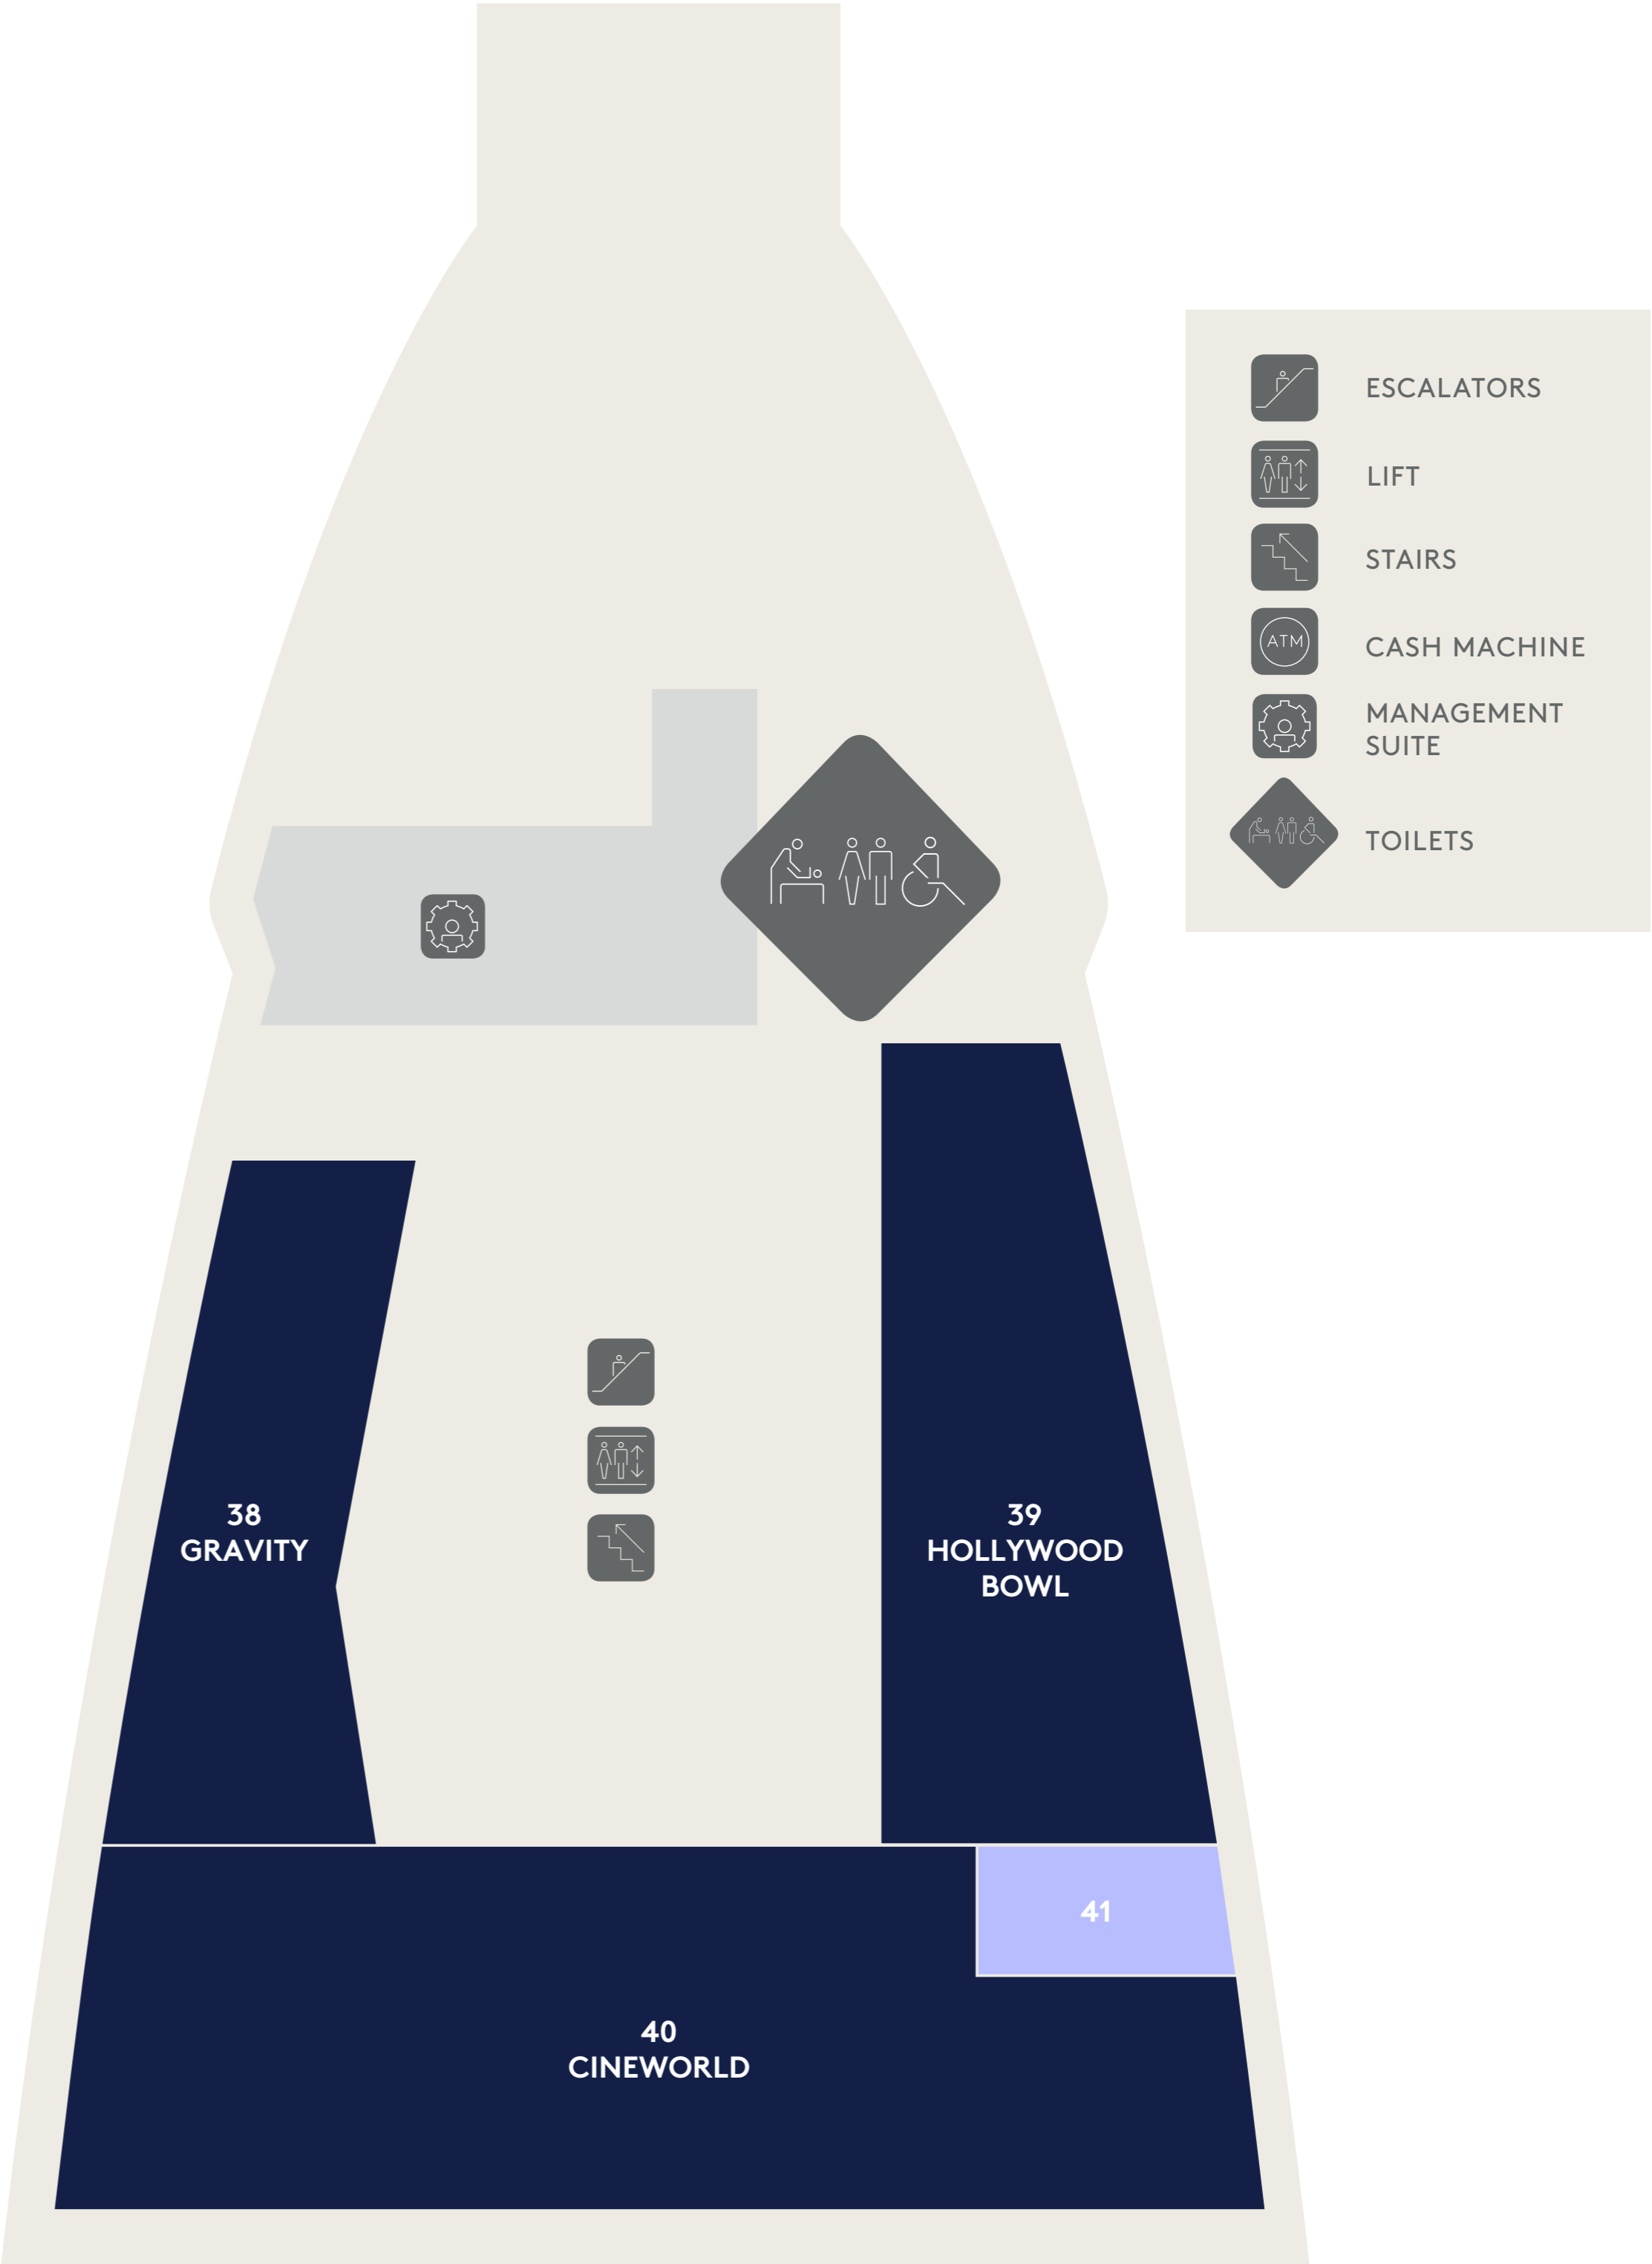 ESCALATORS
LIFT
STAIRS
ATM
CASH MACHINE
MANAGEMENT
SUITE
TOILETS
38
GRAVITY
39
HOLLYWOOD
BOWL
41
40
CINEWORLD